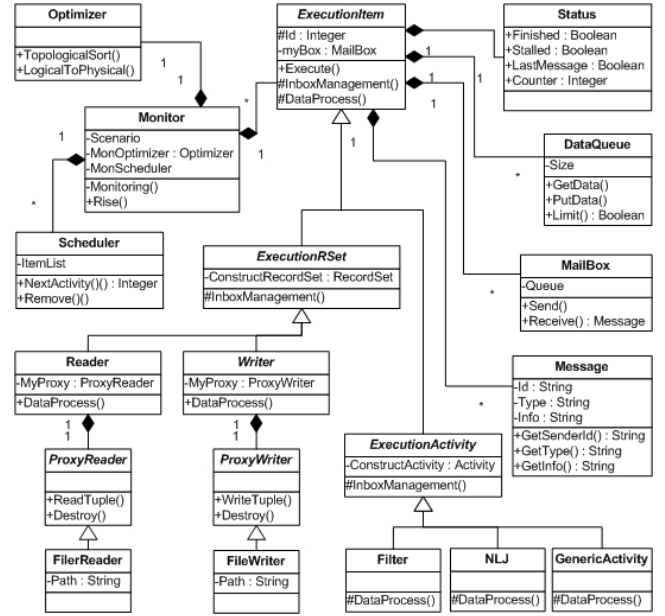 Optimizer
+TopologicalSort()
+LogicalToPhysical()
ExecutionItem
#Id : Integer
-myBox : MailBox
+Execute()
#InboxManagement()
#DataProcess()
Status
+Finished : Boolean
+Stalled : Boolean
+LastMessage : Boolean
+Counter : Integer
1
1
1
1
1
1
1
*
1
Monitor
-Scenario
-MonOptimizer : Optimizer
-MonScheduler
-Monitoring()
+Rise()
1
*
DataQueue
-Size
+GetData()
+PutData()
+Limit() : Boolean
*
Scheduler
-ItemList
+NextActivity()() : Integer
+Remove()()
ExecutionRSet
-ConstructRecordSet : RecordSet
#InboxManagement()
MailBox
-Queue
+Send()
+Receive() : Message
*
Reader
-MyProxy : ProxyReader
+DataProcess()
Writer
-MyProxy : ProxyWriter
+DataProcess()
Message
-Id : String
-Type : String
-Info : String
+GetSenderId() : String
+GetType() : String
+GetInfo() : String
*
1
1
1
1
ProxyReader
+ReadTuple()
+Destroy()
ProxyWriter
+WriteTuple()
+Destroy()
ExecutionActivity
-ConstructActivity : Activity
#InboxManagement()
FilerReader
-Path : String
FileWriter
-Path : String
Filter
#DataProcess()
NLJ
#DataProcess()
GenericActivity
#DataProcess()